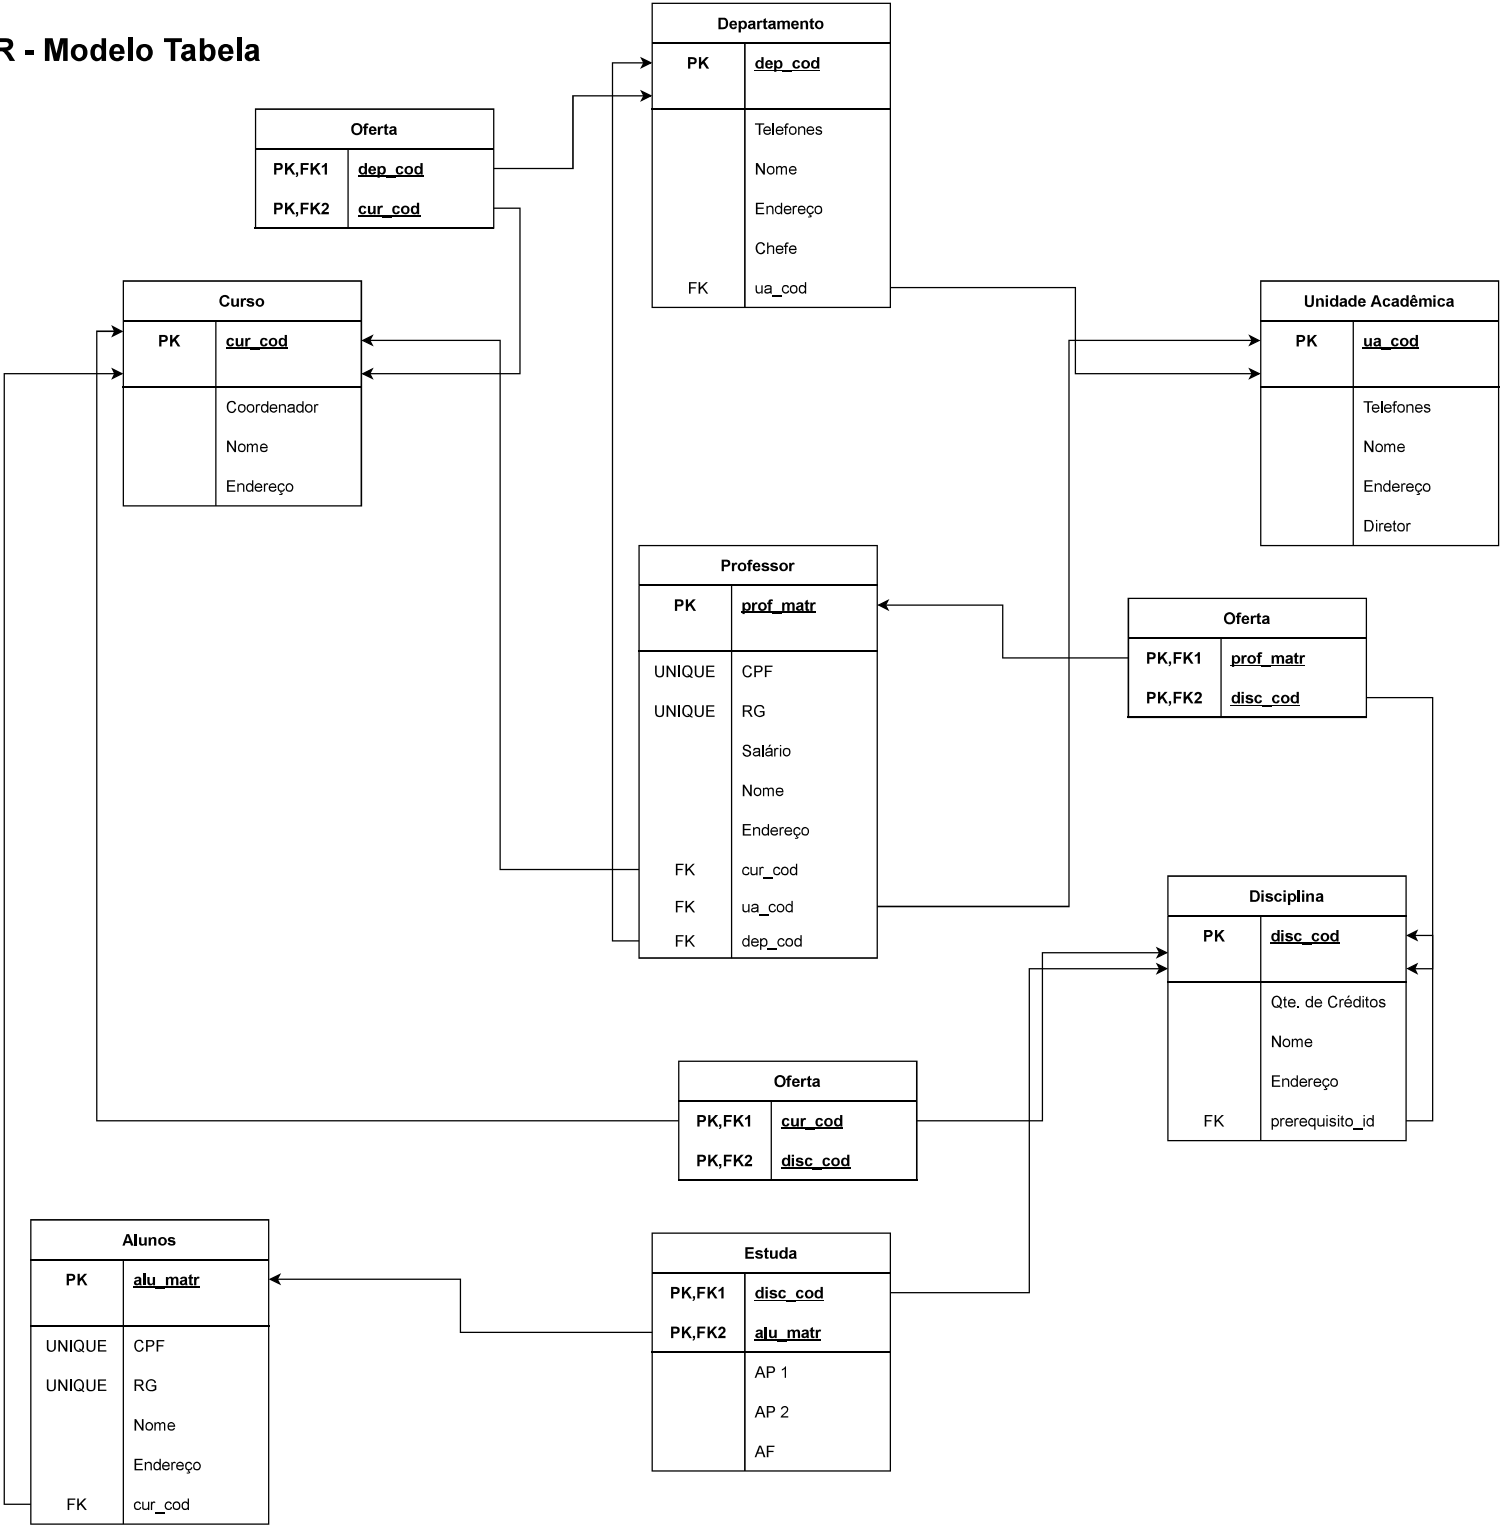 R - Modelo Tabela
Departamento
PK dep_cod
Telefones
Nome
Endereço
Chefe
FK ua_cod
Oferta
PK,FK1 dep_cod
PK,FK2 cur_cod
Curso
PK cur_cod
Coordenador
Nome
Endereço
Unidade Acadêmica
PK ua_cod
Telefones
Nome
Endereço
Diretor
Professor
PK prof_matr
UNIQUE CPF
UNIQUE RG
Salário
Nome
Endereço
FK cur_cod
FK ua_cod
FK dep_cod
Oferta
PK,FK1 prof_matr
PK,FK2 disc_cod
Disciplina
PK disc_cod
Qte. de Créditos
Nome
Endereço
FK prerequisito_id
Oferta
PK,FK1 cur_cod
PK,FK2 disc_cod
Alunos
PK alu_matr
UNIQUE CPF
UNIQUE RG
Nome
Endereço
FK cur_cod
Estuda
PK,FK1 disc_cod
PK,FK2 alu_matr
AP 1
AP 2
AF